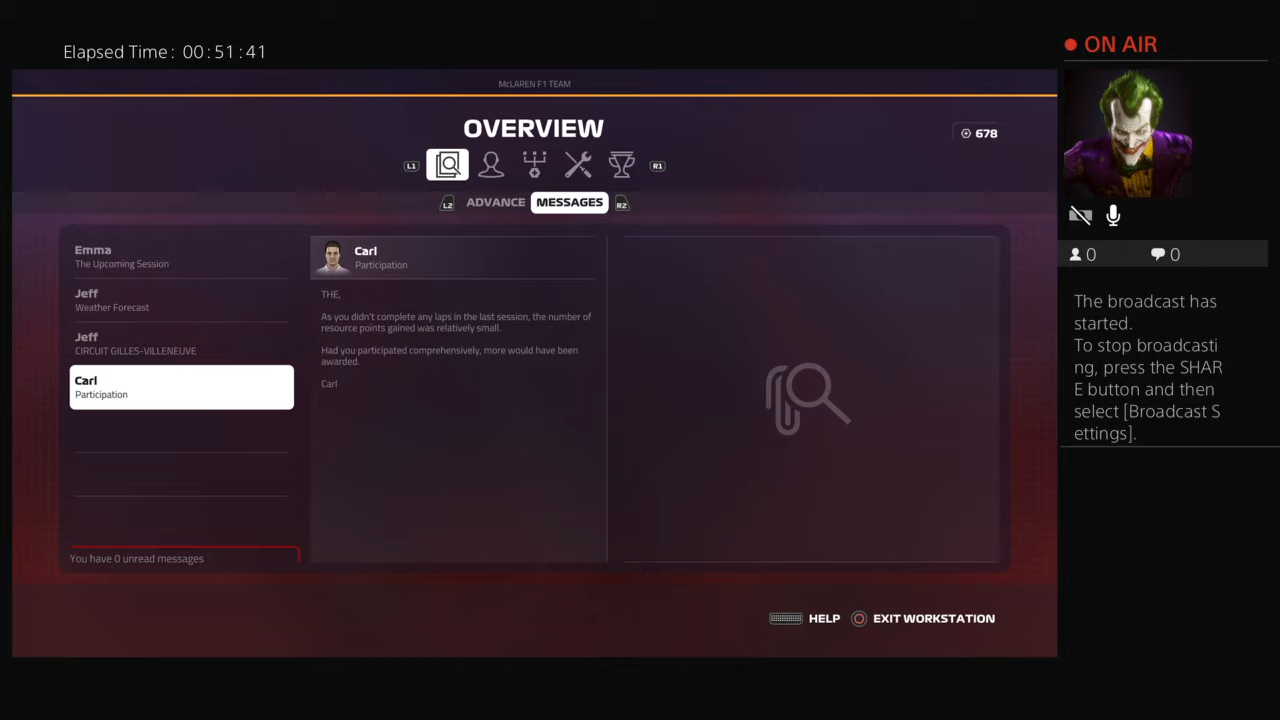 Elapsed Time: 00:51:41
ON AIR
McLAREN F1 TEAM
OVERVIEW
678
L1
R1
L2
ADVANCE
MESSAGES
R2
Emma
The Upcoming Session
Jeff
Weather Forecast
Jeff
CIRCUIT GILLES-VILLENEUVE
Carl
Participation
You have 0 unread messages
Carl
Participation
THE,
As you didn't complete any laps in the last session, the number of
resource points gained was relatively small.
Had you participated comprehensively, more would have been
awarded.
Carl
HELP
EXIT WORKSTATION
0
0
The broadcast has
started.
To stop broadcasti
ng, press the SHAR
E button and then
select [Broadcast S
ettings].